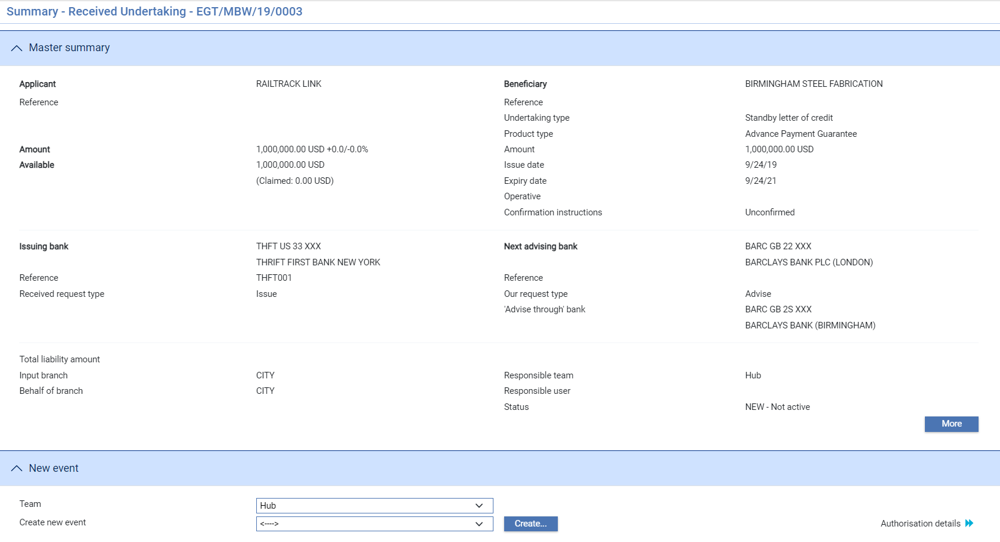 Summary - Received Undertaking - EGT/MBW/19/0003
Master summary
Applicant RAILTRACK LINK Beneficiary BIRMINGHAM STEEL FABRICATION
Reference Reference
Undertaking type Standby letter of credit
Product type Advance Payment Guarantee
Amount 1,000,000.00 USD +0.0/-0.0% Amount 1,000,000.00 USD
Available 1,000,000.00 USD Issue date 9/24/19
(Claimed: 0.00 USD) Expiry date 9/24/21
Operative
Confirmation instructions Unconfirmed
Issuing bank THFT US 33 XXX Next advising bank BARC GB 22 XXX
THRIFT FIRST BANK NEW YORK BARCLAYS BANK PLC (LONDON)
Reference THFT001 Reference
Received request type Issue Our request type Advise
'Advise through' bank BARC GB 2S XXX
BARCLAYS BANK (BIRMINGHAM)
Total liability amount
Input branch CITY Responsible team Hub
Behalf of branch CITY Responsible user
Status NEW - Not active
More
New event
Team Hub
Create new event <----> Create... Authorisation details